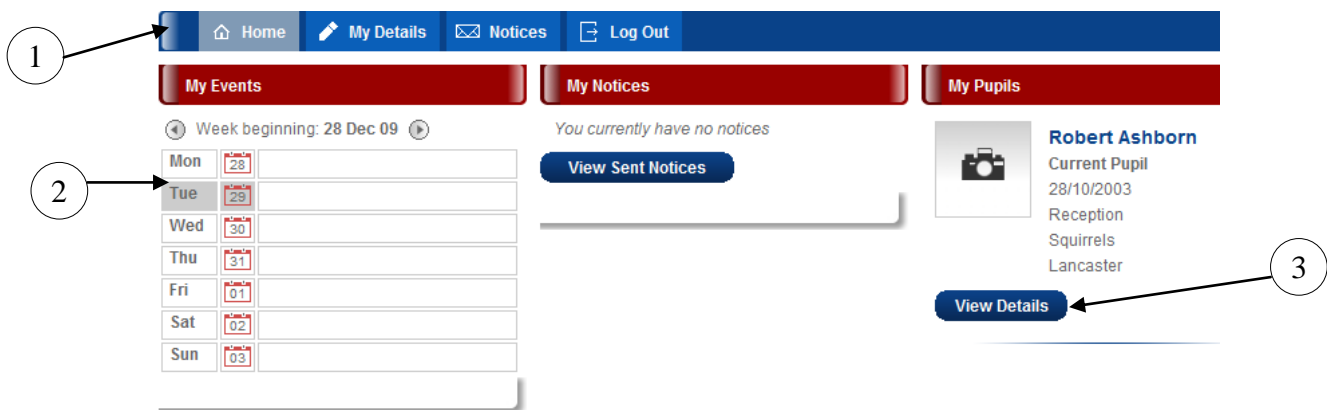 1
Home My Details Notices Log Out
My Events
Week beginning: 28 Dec 09
2
Mon 28
Tue 29
Wed 30
Thu 31
Fri 01
Sat 02
Sun 03
My Notices
You currently have no notices
View Sent Notices
My Pupils
Robert Ashborn
Current Pupil
28/10/2003
Reception
Squirrels
Lancaster
3
View Details